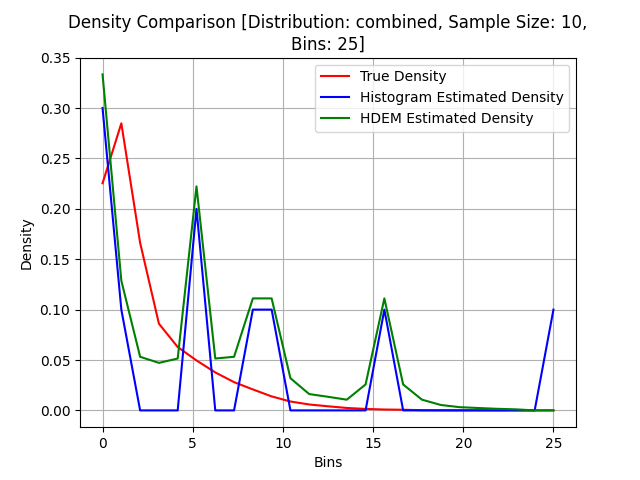 Density Comparison [Distribution: combined, Sample Size: 10,
Bins: 25]
0.35
0.30
0.25
0.20
0.15
0.10
0.05
0.00
Density
True Density
Histogram Estimated Density
HDEM Estimated Density
0 5 10 15 20 25
Bins